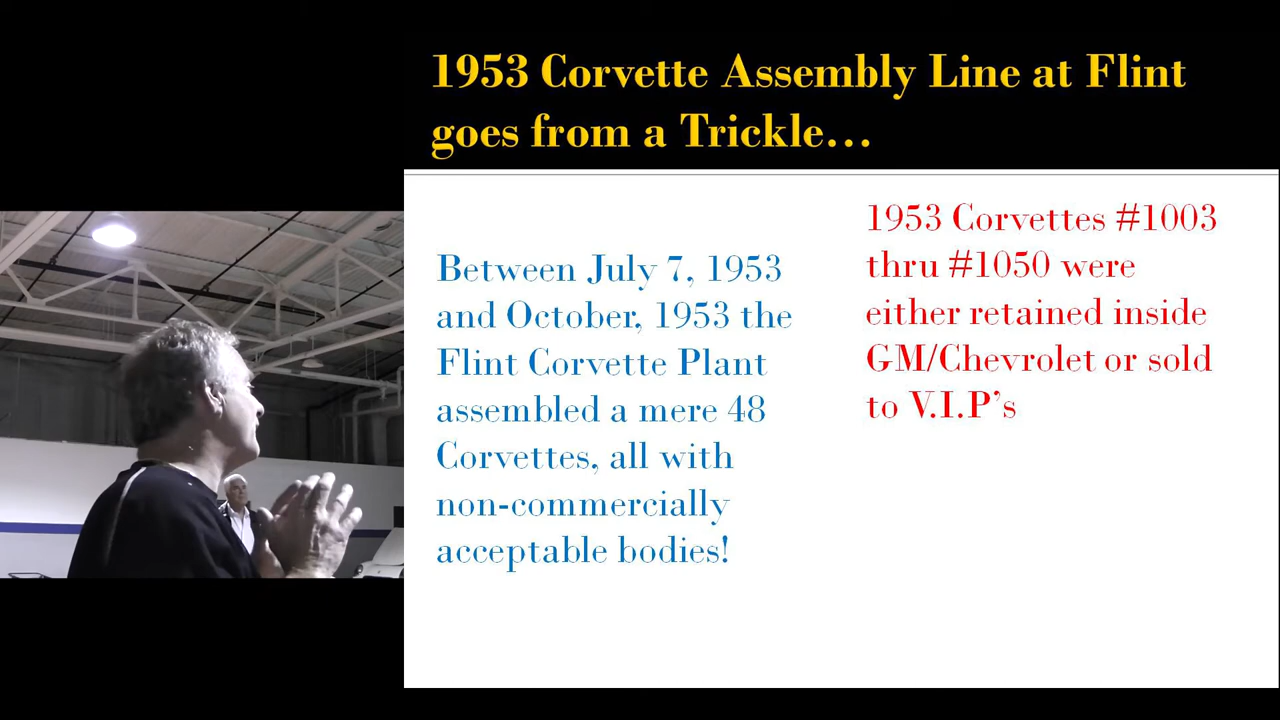 1953 Corvette Assembly Line at Flint
goes from a Trickle...
Between July 7, 1953
and October, 1953 the
Flint Corvette Plant
assembled a mere 48
Corvettes, all with
non-commercially
acceptable bodies!
1953 Corvettes #1003
thru #1050 were
either retained inside
GM/Chevrolet or sold
to V.I.P's